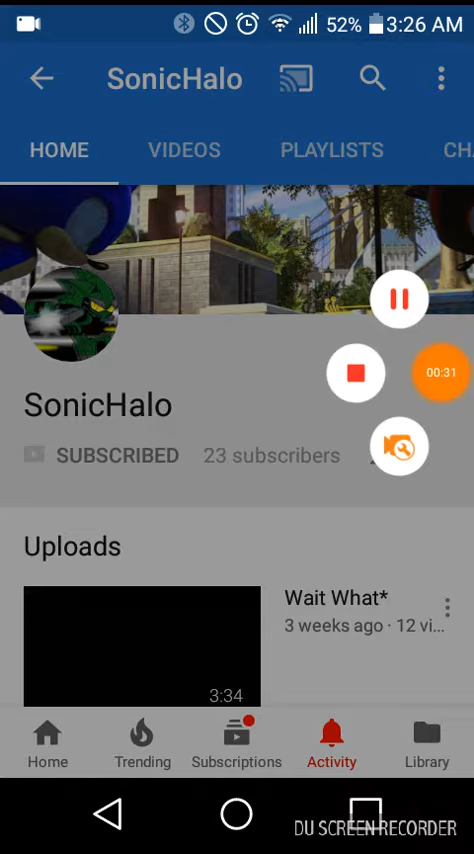 52% 3:26 AM
SonicHalo
HOME VIDEOS PLAYLISTS CH
00:31
SonicHalo
SUBSCRIBED 23 subscribers
Uploads
Wait What*
3 weeks ago · 12 vi...
3:34
Home Trending Subscriptions Activity Library
DU SCREEN RECORDER